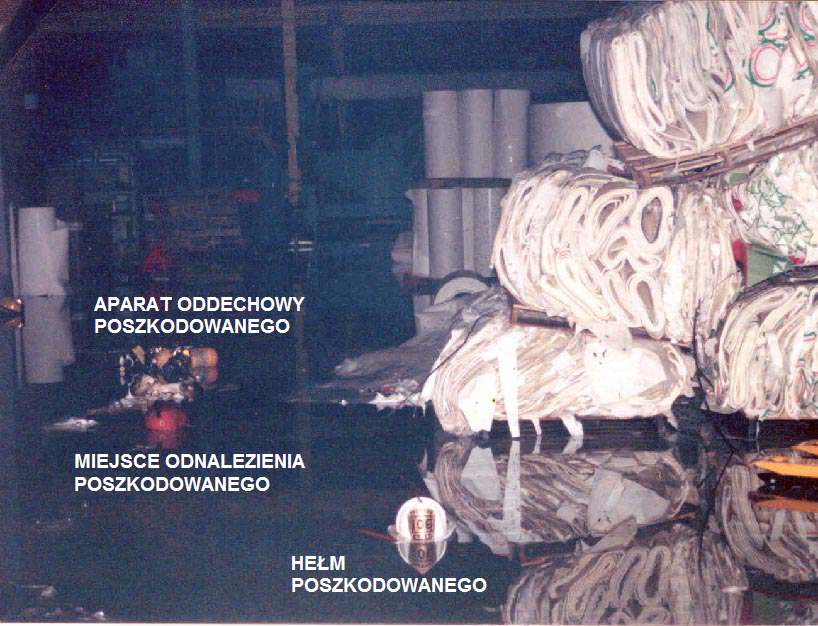 APARAT ODDECHOWY
POSZKODOWANEGO
MIEJSCE ODNALEZIENIA
POSZKODOWANEGO
HEŁM
POSZKODOWANEGO